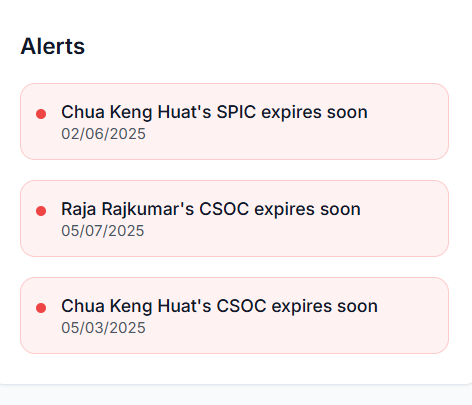 Alerts
Chua Keng Huat's SPIC expires soon
02/06/2025
Raja Rajkumar's CSOC expires soon
05/07/2025
Chua Keng Huat's CSOC expires soon
05/03/2025